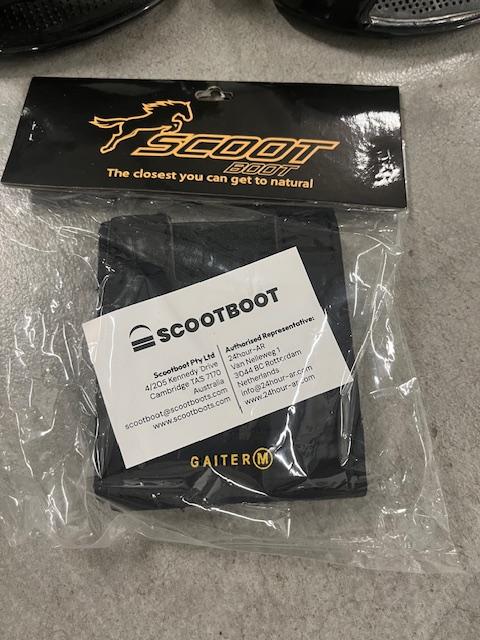 SCOOT
BOOT
The closest you can get to natural
SCOOTBOOT
Scootboot Pty Ltd
4/205 Kennedy Drive
Cambridge TAS 7170
Australia
scootboot@scootboots.com
www.scootboots.com
Authorised Representative:
24hour-AR
Van Nelleweg 1
3044 BC Rotterdam
Netherlands
info@24hour-ar.com
www.24hour-ar.com
GAITER M